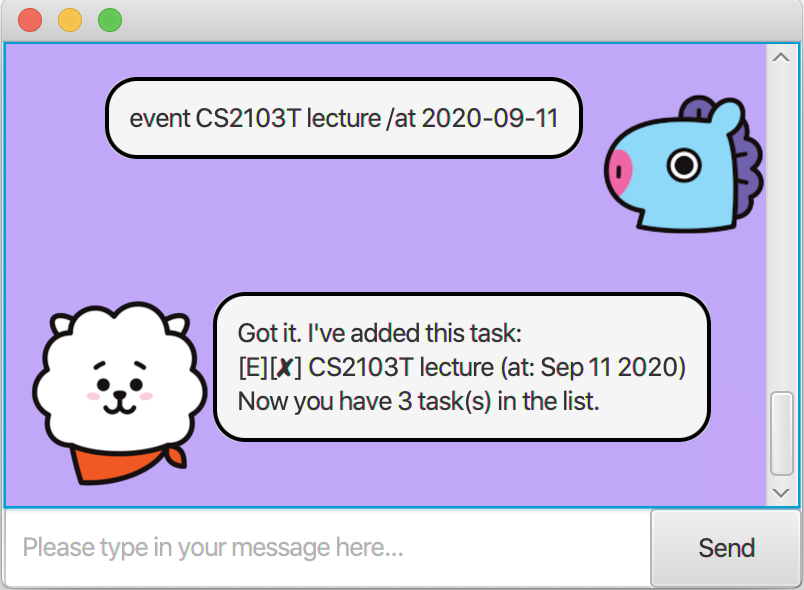 event CS2103T lecture /at 2020-09-11
Got it. I've added this task:
[E][✘] CS2103T lecture (at: Sep 11 2020)
Now you have 3 task(s) in the list.
Please type in your message here...
Send